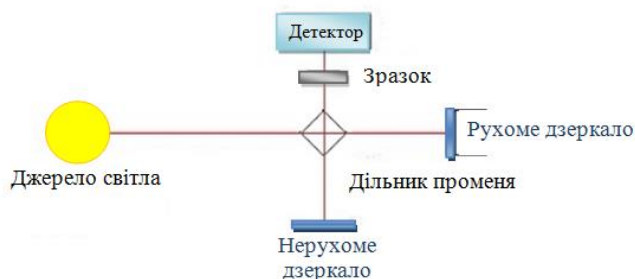 Детектор
Зразок
Рухоме дзеркало
Джерело світла
Дільник променя
Нерухоме
дзеркало